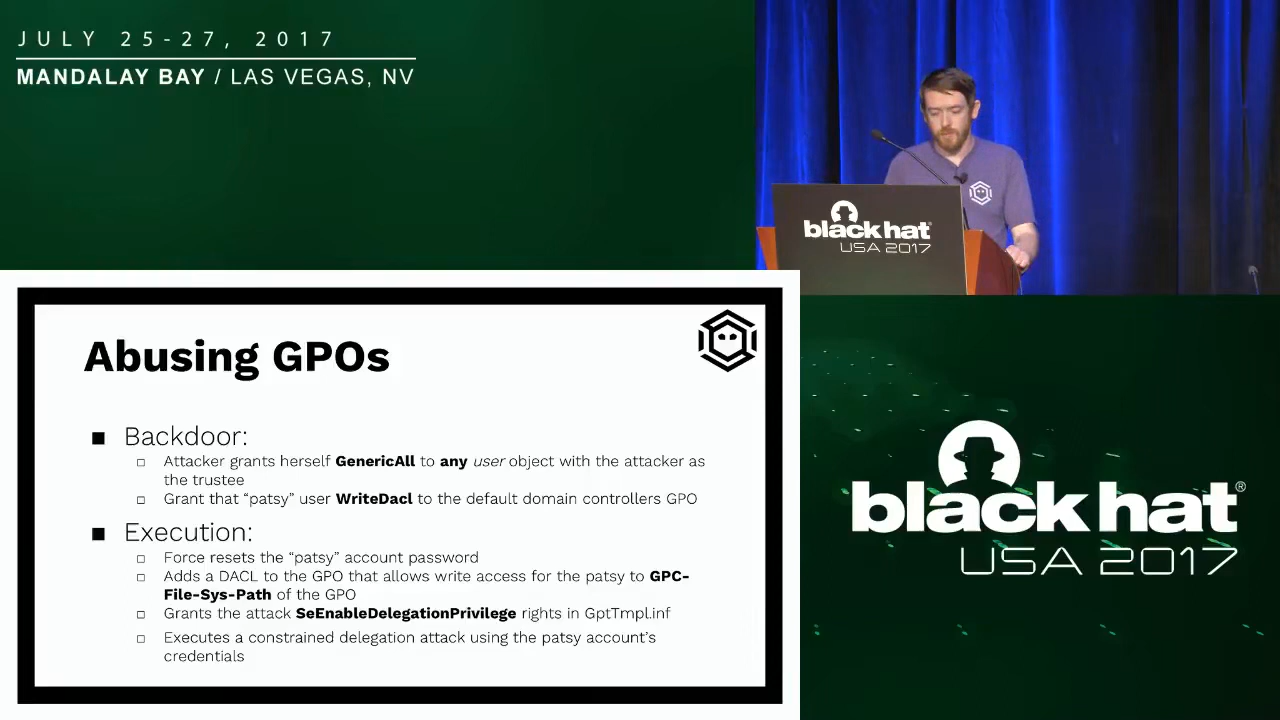 JULY 25-27, 2017
MANDALAY BAY / LAS VEGAS, NV
black hat®
USA 2017
Abusing GPOs
■ Backdoor:
□ Attacker grants herself GenericAll to any user object with the attacker as
the trustee
□ Grant that “patsy” user WriteDacl to the default domain controllers GPO
■ Execution:
□ Force resets the “patsy” account password
□ Adds a DACL to the GPO that allows write access for the patsy to GPC-
File-Sys-Path of the GPO
□ Grants the attack SeEnableDelegationPrivilege rights in GptTmpl.inf
□ Executes a constrained delegation attack using the patsy account’s
credentials
black hat®
USA 2017